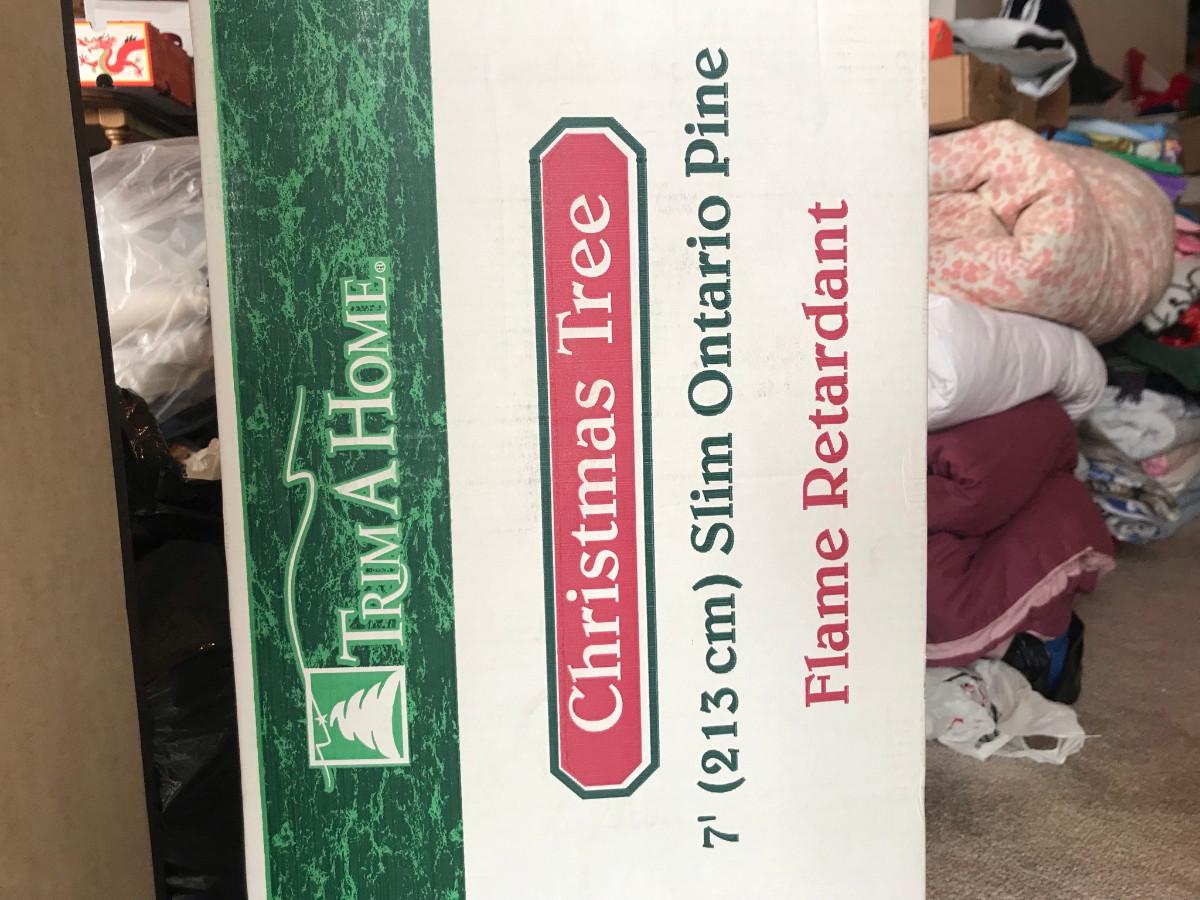 TRIM A HOME®
Christmas Tree
7' (213 cm) Slim Ontario Pine
Flame Retardant